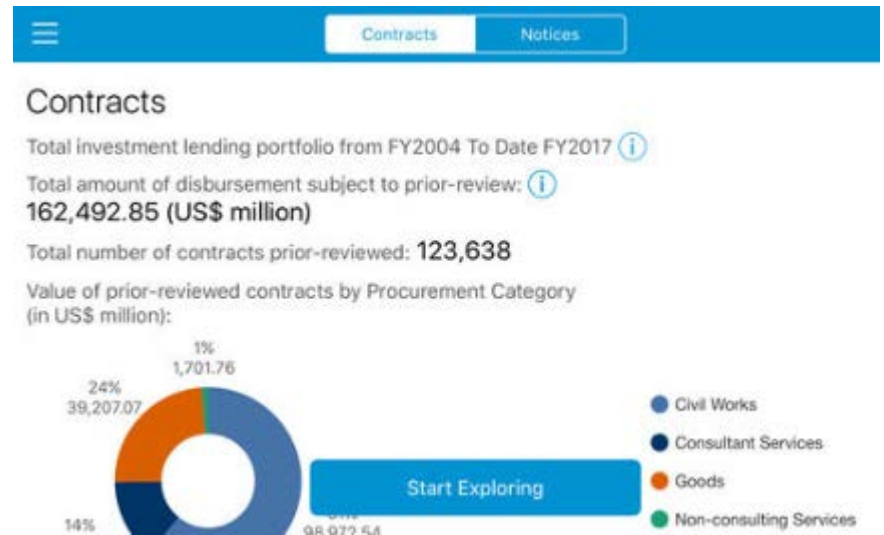 Contracts
Notices
Contracts
Total investment lending portfolio from FY2004 To Date FY2017
Total amount of disbursement subject to prior-review:
162,492.85 (US$ million)
Total number of contracts prior-reviewed: 123,638
Value of prior-reviewed contracts by Procurement Category
(in US$ million):
1%
1,701.76
24%
39,207.07
Civil Works
Consultant Services
Goods
Start Exploring
Non-consulting Services
14%
98,972.54